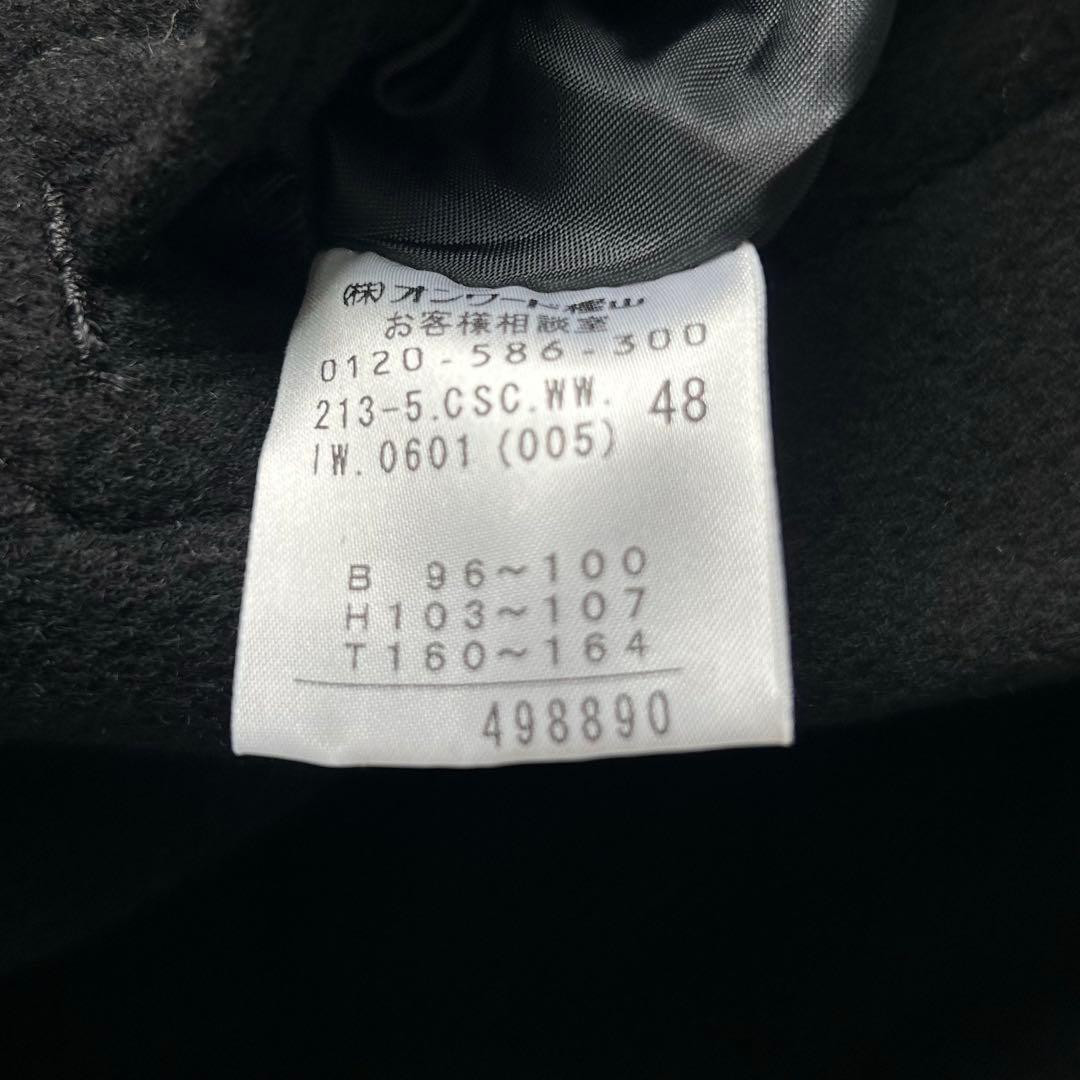 (株)オンワード樫山
お客様相談室
0120-586-300
213-5.CSC.WW. 48
IW.0601 (005)
B 96~100
H103~107
T160~164
498890